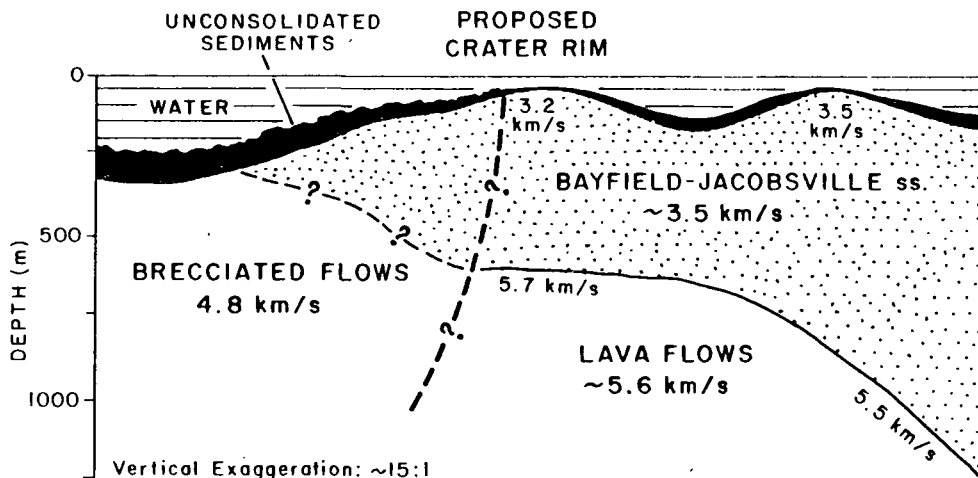 UNCONSOLIDATED
SEDIMENTS
PROPOSED
CRATER RIM
0
WATER
3.2
km/s
3.5
km/s
?
?
?
BAYFIELD-JACOBSVILLE ss.
~3.5 km/s
500
BRECCIATED FLOWS
4.8 km/s
5.7 km/s
?
LAVA FLOWS
~5.6 km/s
5.5 km/s
1000
DEPTH (m)
Vertical Exaggeration: ~15:1